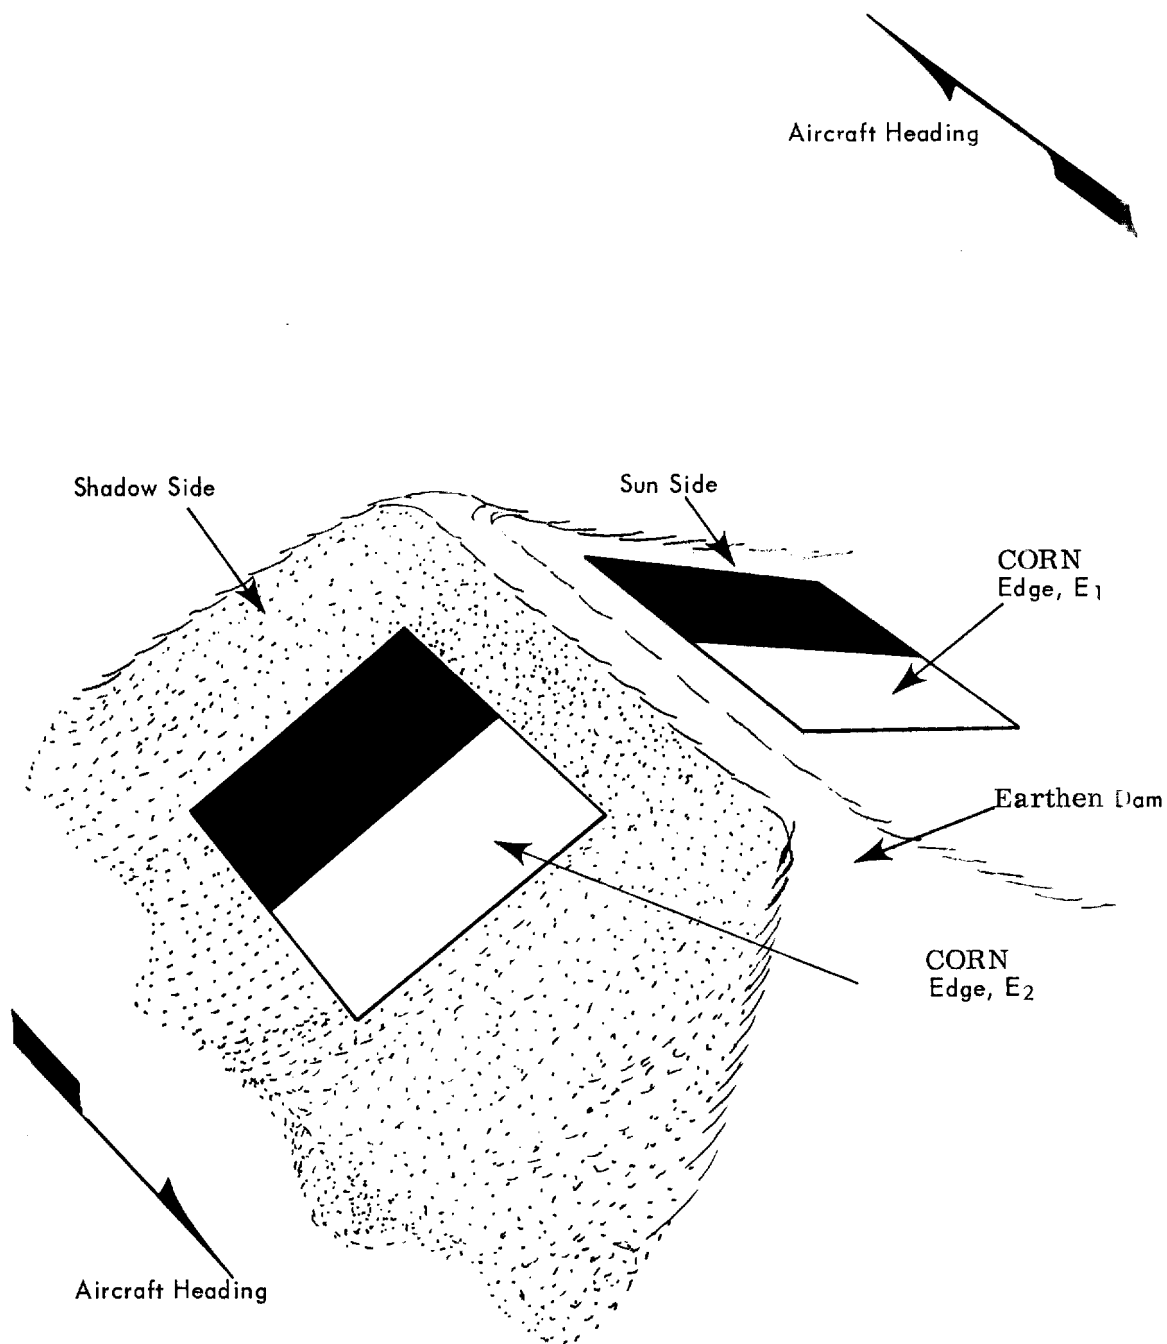 Aircraft Heading
Shadow Side
Sun Side
CORN
Edge, E1
Earthen Dam
CORN
Edge, E2
Aircraft Heading